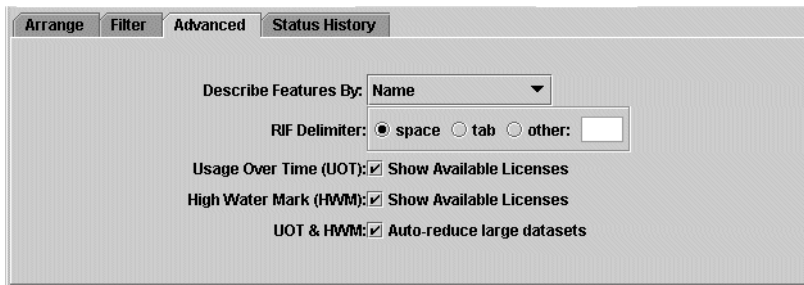 Arrange Filter Advanced Status History
Describe Features By: Name
RIF Delimiter: space tab other:
Usage Over Time (UOT): Show Available Licenses
High Water Mark (HWM): Show Available Licenses
UOT & HWM: Auto-reduce large datasets